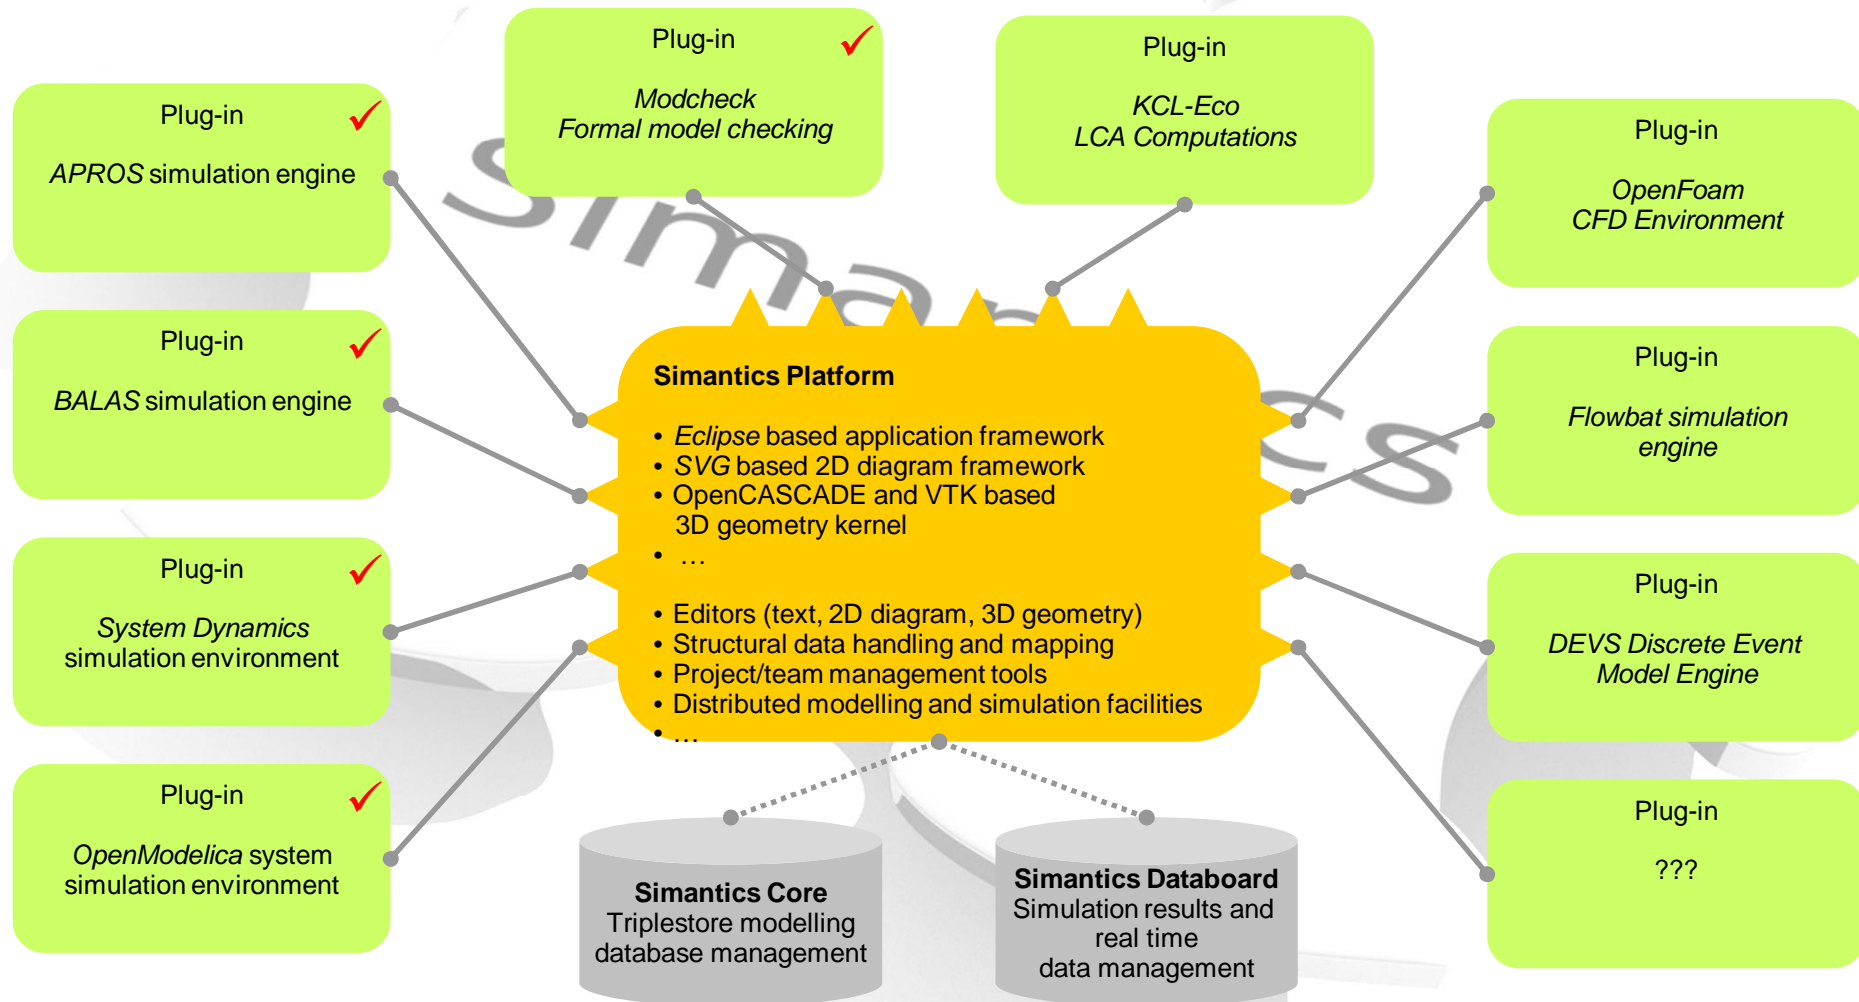 Plug-in
Modcheck
Formal model checking
Plug-in
KCL-Eco
LCA Computations
Plug-in
APROS simulation engine
Plug-in
OpenFoam
CFD Environment
Plug-in
BALAS simulation engine
Plug-in
Flowbat simulation
engine
Plug-in
System Dynamics
simulation environment
Plug-in
DEVS Discrete Event
Model Engine
Plug-in
OpenModelica system
simulation environment
Plug-in
???
simantics
Simantics Platform
• Eclipse based application framework
• SVG based 2D diagram framework
• OpenCASCADE and VTK based
3D geometry kernel
• …
• Editors (text, 2D diagram, 3D geometry)
• Structural data handling and mapping
• Project/team management tools
• Distributed modelling and simulation facilities
• …
Simantics Core
Triplestore modelling
database management
Simantics Databoard
Simulation results and
real time
data management